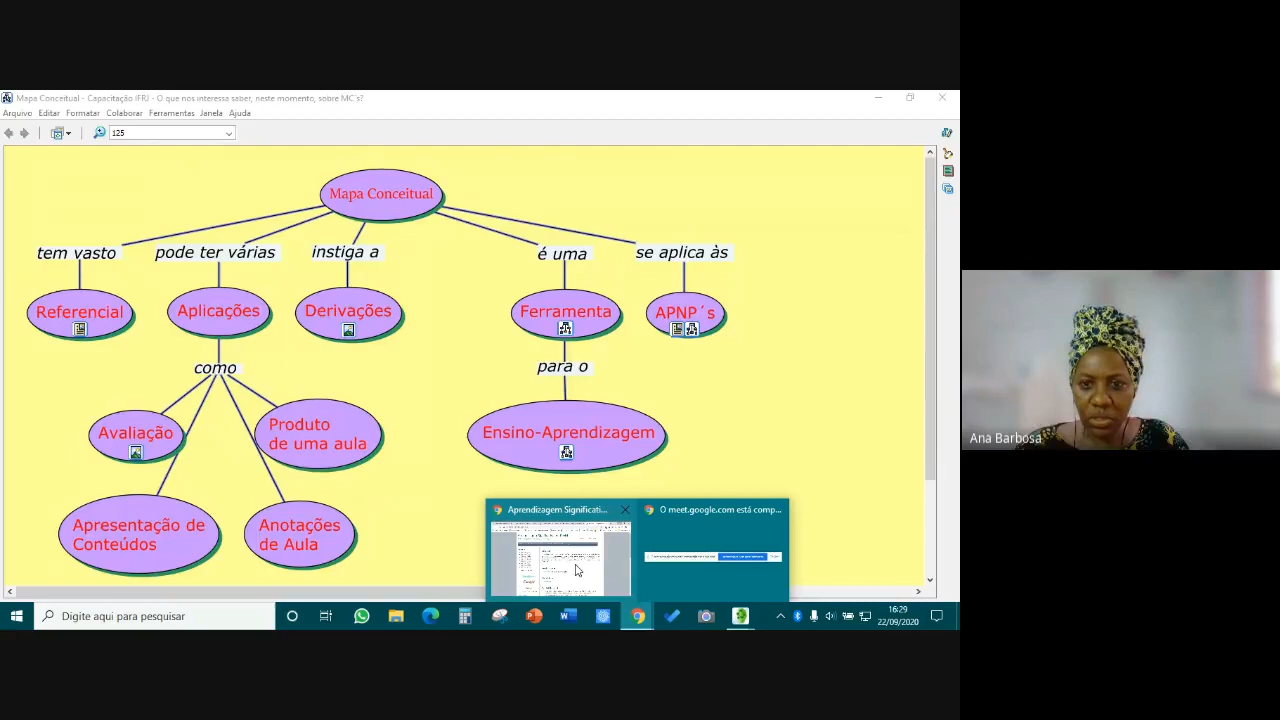 Mapa Conceitual - Capacitação IFRJ - O que nos interessa saber, neste momento, sobre MC´s?
Arquivo Editar Formatar Colaborar Ferramentas Janela Ajuda
125
Mapa Conceitual
tem vasto pode ter várias instiga a é uma se aplica às
Referencial Aplicações Derivações Ferramenta APNP´s
como para o
Avaliação
Produto
de uma aula
Ensino-Aprendizagem
Apresentação de
Conteúdos
Anotações
de Aula
Aprendizagem Significati...
O meet.google.com está comp...
Digite aqui para pesquisar
16:29
22/09/2020
Ana Barbosa